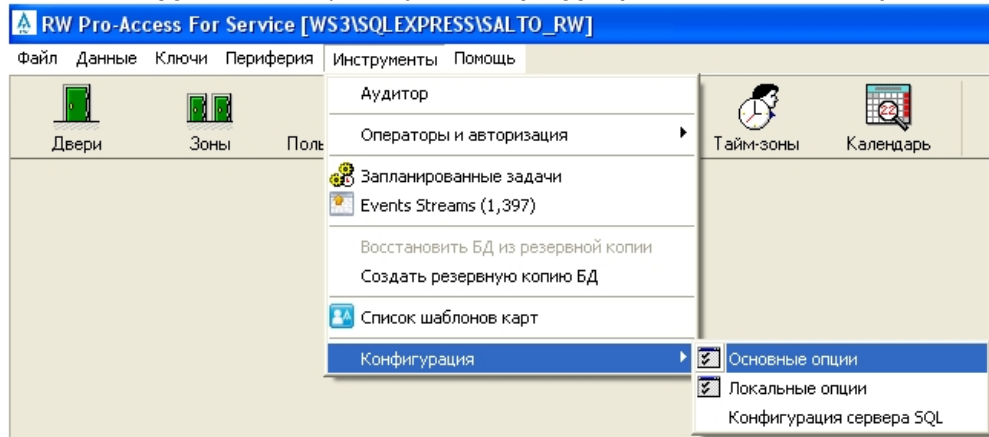 RW Pro-Access For Service [WS3\SQLEXPRESS\SALTO_RW]
Файл Данные Ключи Периферия Инструменты Помощь
Двери Зоны Тайм-зоны Календарь
Аудитор
Операторы и авторизация
Запланированные задачи
Events Streams (1,397)
Восстановить БД из резервной копии
Создать резервную копию БД
Список шаблонов карт
Конфигурация
Основные опции
Локальные опции
Конфигурация сервера SQL